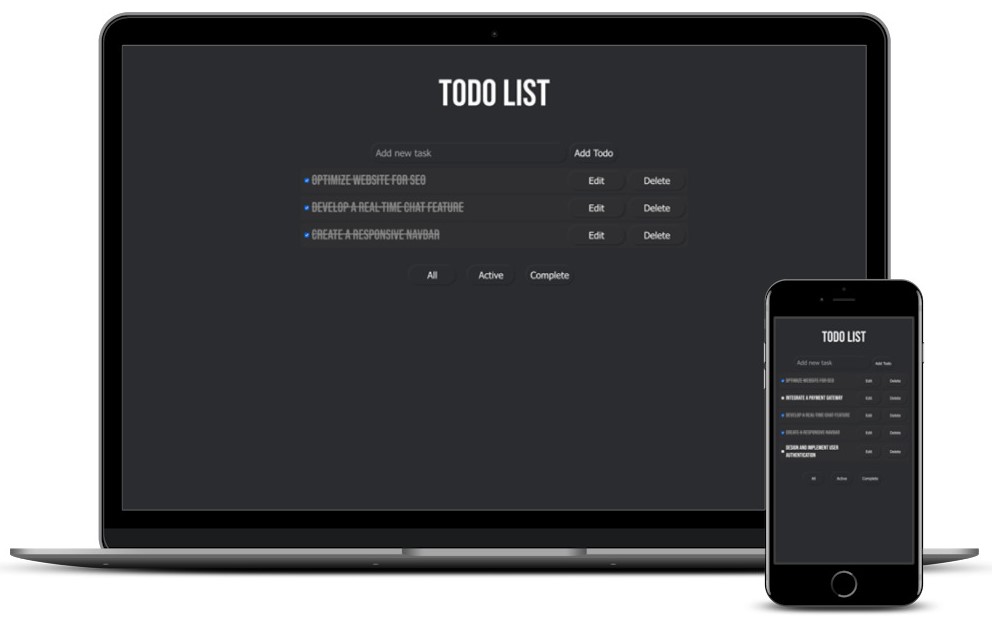 TODO LIST
Add new task Add Todo
OPTIMIZE WEBSITE FOR SEO Edit Delete
DEVELOP A REAL-TIME CHAT FEATURE Edit Delete
CREATE A RESPONSIVE NAVBAR Edit Delete
All Active Complete
TODO LIST
Add new task Add Todo
OPTIMIZE WEBSITE FOR SEO Edit Delete
INTEGRATE A PAYMENT GATEWAY Edit Delete
DEVELOP A REAL-TIME CHAT FEATURE Edit Delete
CREATE A RESPONSIVE NAVBAR Edit Delete
DESIGN AND IMPLEMENT USER
AUTHENTICATION Edit Delete
All Active Complete